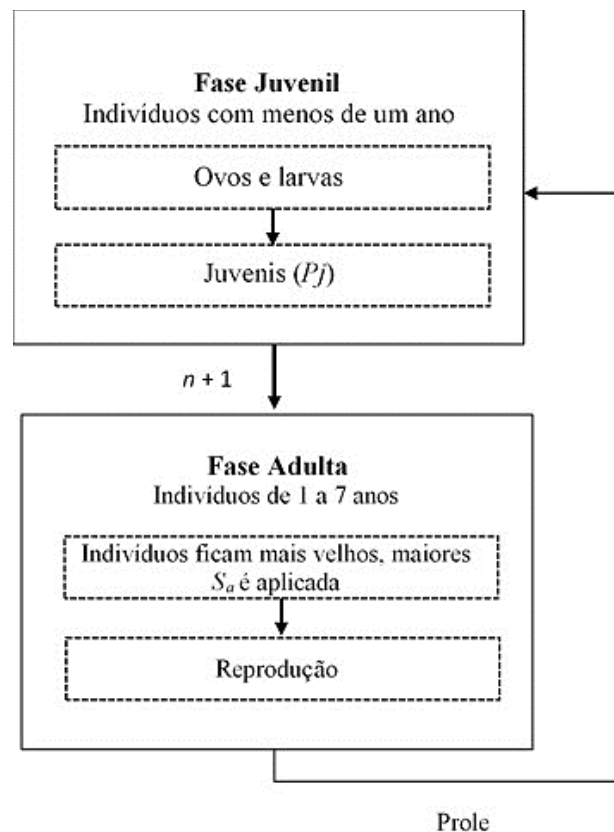 Fase Juvenil
Indivíduos com menos de um ano
Ovos e larvas
Juvenis (Pj)
n + 1
Fase Adulta
Indivíduos de 1 a 7 anos
Indivíduos ficam mais velhos, maiores
Sa é aplicada
Reprodução
Prole